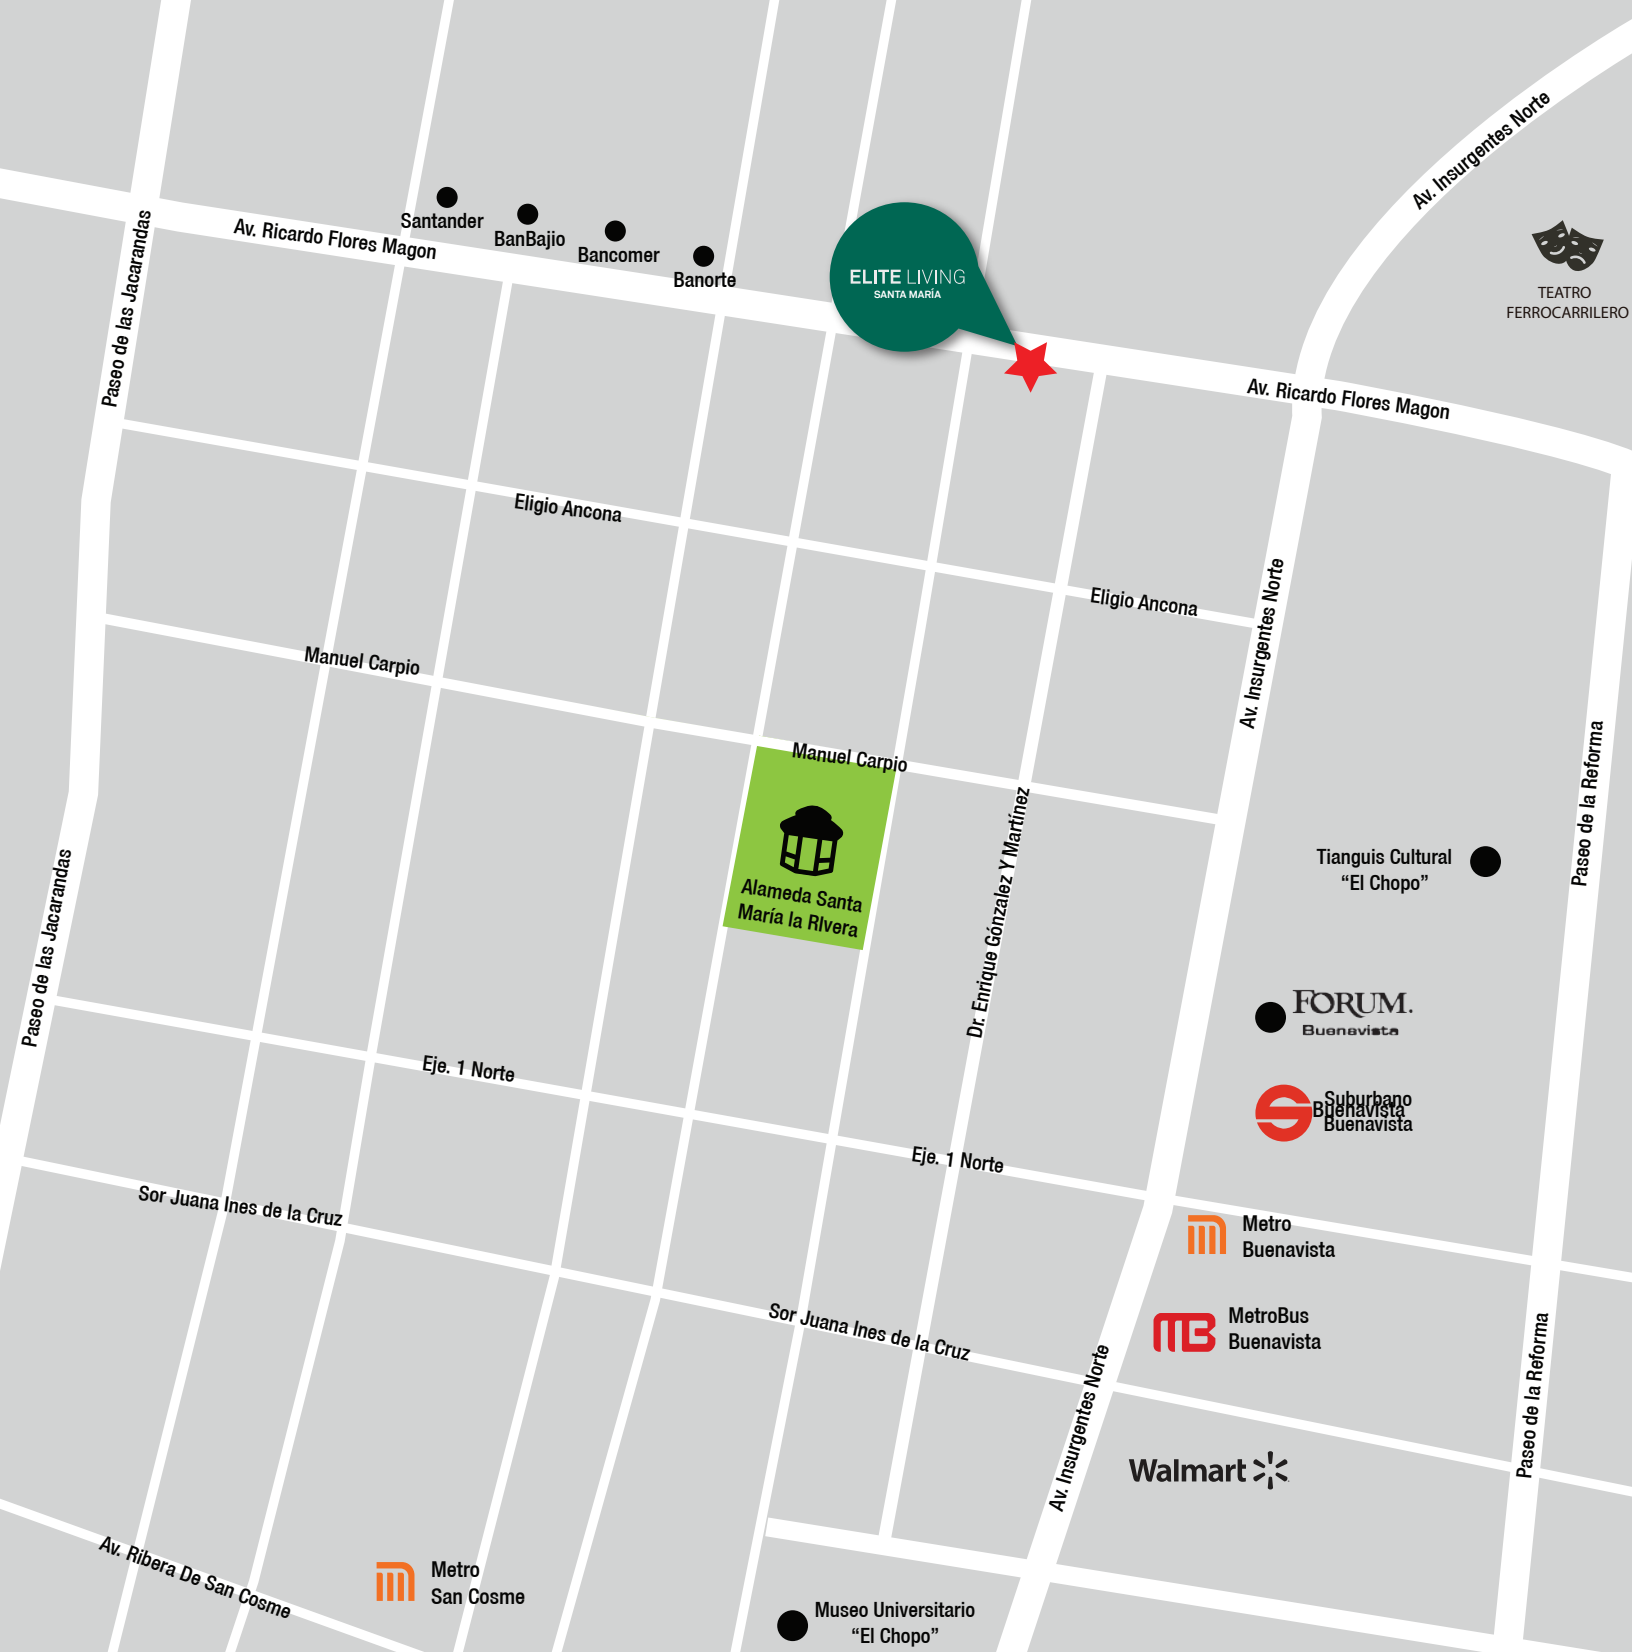 Av. Insurgentes Norte
Santander
BanBajio
Bancomer
Banorte
Av. Ricardo Flores Magon
Paseo de las Jacarandas
ELITE LIVING
SANTA MARÍA
TEATRO
FERROCARRILERO
Av. Ricardo Flores Magon
Eligio Ancona
Eligio Ancona
Av. Insurgentes Norte
Manuel Carpio
Manuel Carpio
Paseo de la Reforma
Alameda Santa
María la RIvera
Dr. Enrique Gónzalez Y Martínez
Tianguis Cultural
“El Chopo”
Paseo de las Jacarandas
FORUM.
Buenavista
Eje. 1 Norte
Suburbano
Buenavista
Buenavista
Eje. 1 Norte
Sor Juana Ines de la Cruz
Metro
Buenavista
Sor Juana Ines de la Cruz
MetroBus
Buenavista
Av. Insurgentes Norte
Paseo de la Reforma
Walmart
Av. Ribera De San Cosme
Metro
San Cosme
Museo Universitario
“El Chopo”